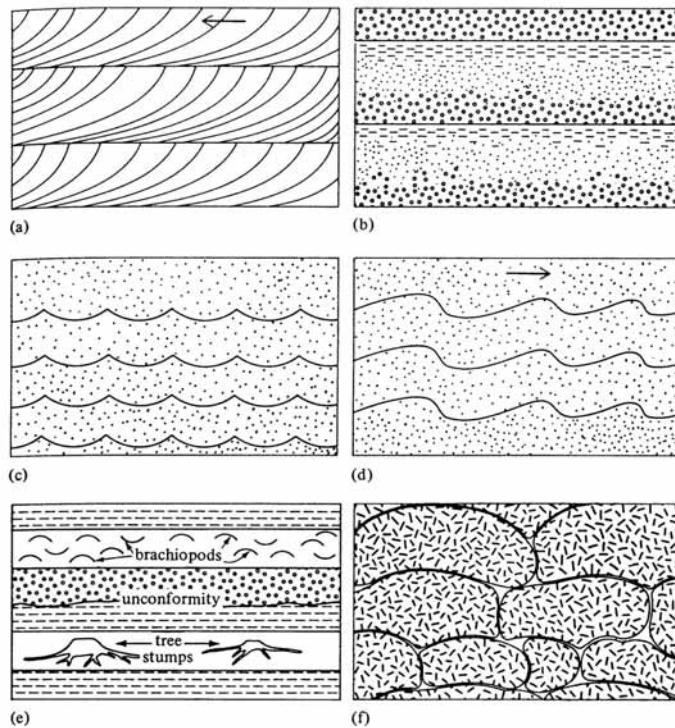 (a)
(b)
(c)
(d)
brachiopods
unconformity
tree
stumps
(e)
(f)